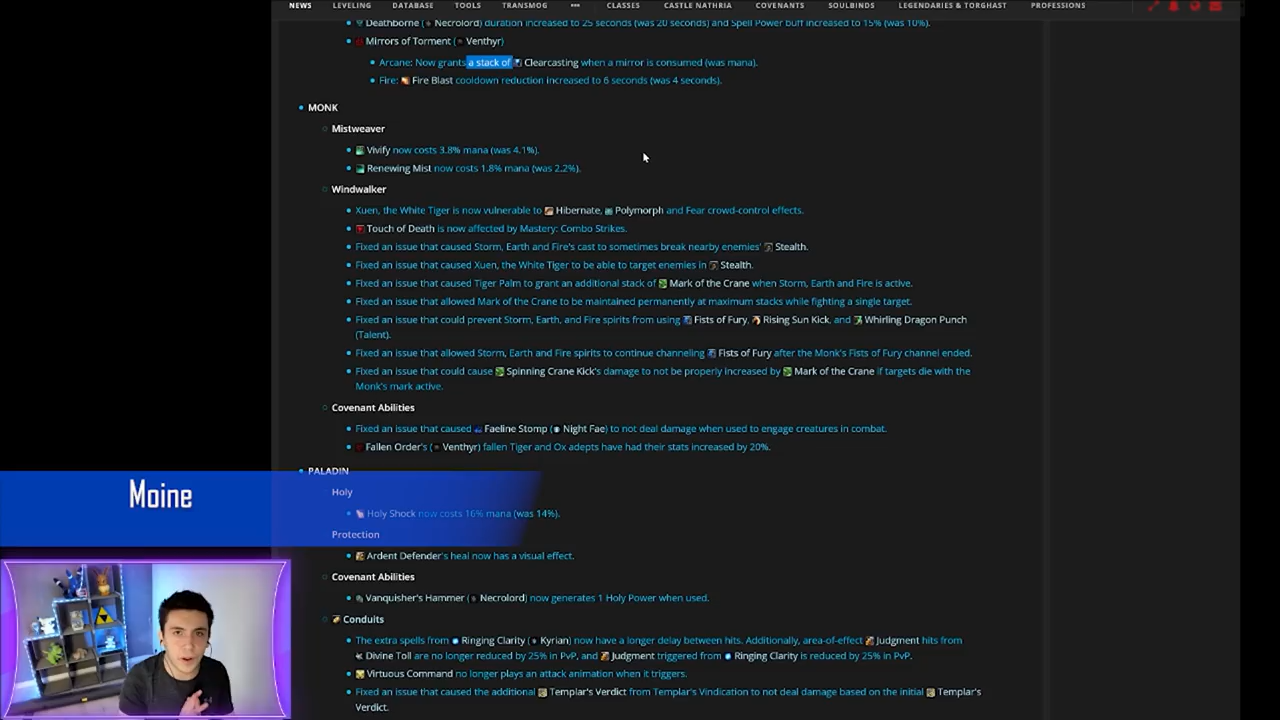 NEWS LEVELING DATABASE TOOLS TRANSMOG ••• CLASSES CASTLE NATHRIA COVENANTS SOULBINDS LEGENDARIES & TORGHAST PROFESSIONS
Deathborne ( Necrolord) duration increased to 25 seconds (was 20 seconds) and Spell Power buff increased to 15% (was 10%).
Mirrors of Torment ( Venthyr)
Arcane: Now grants a stack of Clearcasting when a mirror is consumed (was mana).
Fire: Fire Blast cooldown reduction increased to 6 seconds (was 4 seconds).
MONK
Mistweaver
Vivify now costs 3.8% mana (was 4.1%).
Renewing Mist now costs 1.8% mana (was 2.2%).
Windwalker
Xuen, the White Tiger is now vulnerable to Hibernate, Polymorph and Fear crowd-control effects.
Touch of Death is now affected by Mastery: Combo Strikes.
Fixed an issue that caused Storm, Earth and Fire's cast to sometimes break nearby enemies' Stealth.
Fixed an issue that caused Xuen, the White Tiger to be able to target enemies in Stealth.
Fixed an issue that caused Tiger Palm to grant an additional stack of Mark of the Crane when Storm, Earth and Fire is active.
Fixed an issue that allowed Mark of the Crane to be maintained permanently at maximum stacks while fighting a single target.
Fixed an issue that could prevent Storm, Earth, and Fire spirits from using Fists of Fury, Rising Sun Kick, and Whirling Dragon Punch
(Talent).
Fixed an issue that allowed Storm, Earth and Fire spirits to continue channeling Fists of Fury after the Monk's Fists of Fury channel ended.
Fixed an issue that could cause Spinning Crane Kick's damage to not be properly increased by Mark of the Crane if targets die with the
Monk's mark active.
Covenant Abilities
Fixed an issue that caused Faeline Stomp ( Night Fae) to not deal damage when used to engage creatures in combat.
Fallen Order's ( Venthyr) fallen Tiger and Ox adepts have had their stats increased by 20%.
PALADIN
Moine
Holy
Holy Shock now costs 16% mana (was 14%).
Protection
Ardent Defender's heal now has a visual effect.
Covenant Abilities
Vanquisher's Hammer ( Necrolord) now generates 1 Holy Power when used.
Conduits
The extra spells from Ringing Clarity ( Kyrian) now have a longer delay between hits. Additionally, area-of-effect Judgment hits from
Divine Toll are no longer reduced by 25% in PvP, and Judgment triggered from Ringing Clarity is reduced by 25% in PvP.
Virtuous Command no longer plays an attack animation when it triggers.
Fixed an issue that caused the additional Templar's Verdict from Templar's Vindication to not deal damage based on the initial Templar's
Verdict.